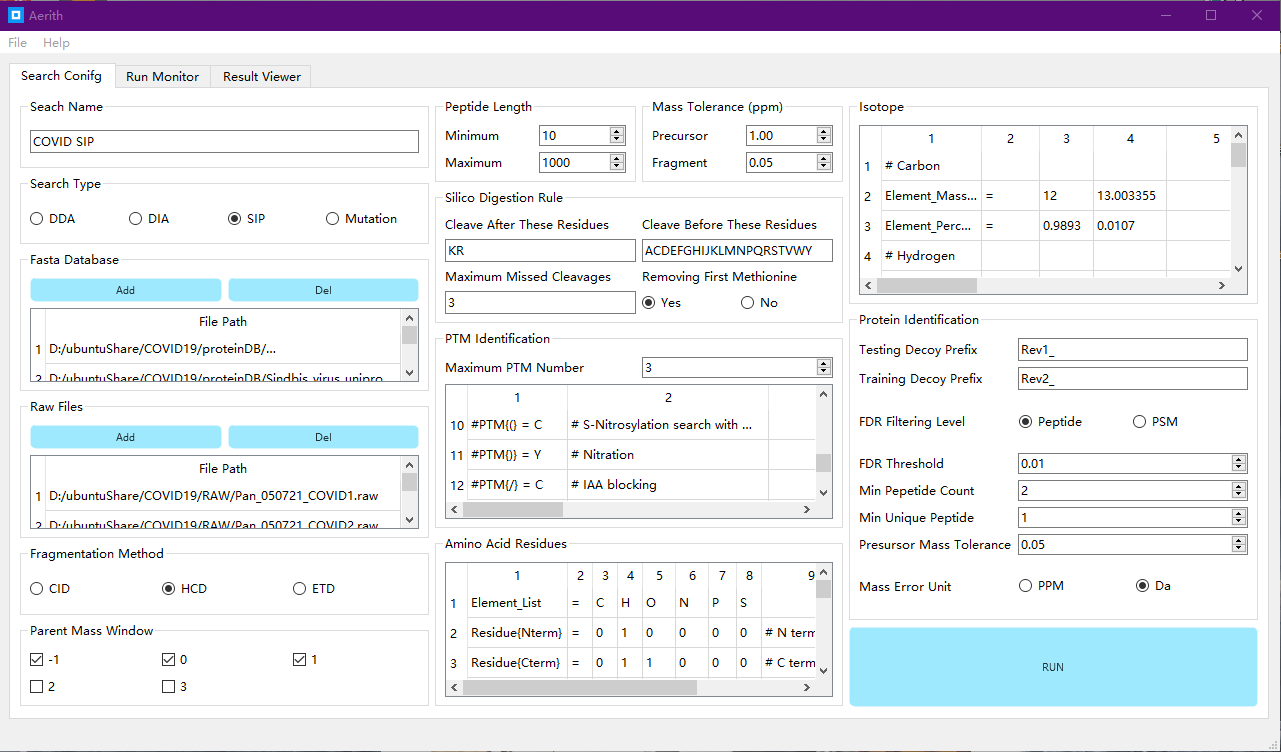 Aerith
File Help
Search Conifg Run Monitor Result Viewer
Seach Name
COVID SIP
Search Type
DDA DIA SIP Mutation
Fasta Database
Add Del
File Path
1 D:/ubuntuShare/COVID19/proteinDB/...
2 D:/ubuntuShare/COVID19/proteinDB/Sindbis_virus_unipro
Raw Files
Add Del
File Path
1 D:/ubuntuShare/COVID19/RAW/Pan_050721_COVID1.raw
2 D:/ubuntuShare/COVID19/RAW/Pan_050721_COVID2.raw
Fragmentation Method
CID HCD ETD
Parent Mass Window
-1 0 1
2 3
Peptide Length
Minimum 10
Maximum 1000
Mass Tolerance (ppm)
Precursor 1.00
Fragment 0.05
Silico Digestion Rule
Cleave After These Residues Cleave Before These Residues
KR ACDEFGHIJKLMNPQRSTVWY
Maximum Missed Cleavages Removing First Methionine
3 Yes No
PTM Identification
Maximum PTM Number 3
1 2
10 #PTM{(} = C # S-Nitrosylation search with ...
11 #PTM{)} = Y # Nitration
12 #PTM{/} = C # IAA blocking
Amino Acid Residues
1 2 3 4 5 6 7 8 9
1 Element_List = C H O N P S
2 Residue{Nterm} = 0 1 0 0 0 0 # N term
3 Residue{Cterm} = 0 1 1 0 0 0 # C term
Isotope
1 2 3 4 5
1 # Carbon
2 Element_Mass... = 12 13.003355
3 Element_Perc... = 0.9893 0.0107
4 # Hydrogen
Protein Identification
Testing Decoy Prefix Rev1_
Training Decoy Prefix Rev2_
FDR Filtering Level Peptide PSM
FDR Threshold 0.01
Min Pepetide Count 2
Min Unique Peptide 1
Presursor Mass Tolerance 0.05
Mass Error Unit PPM Da
RUN